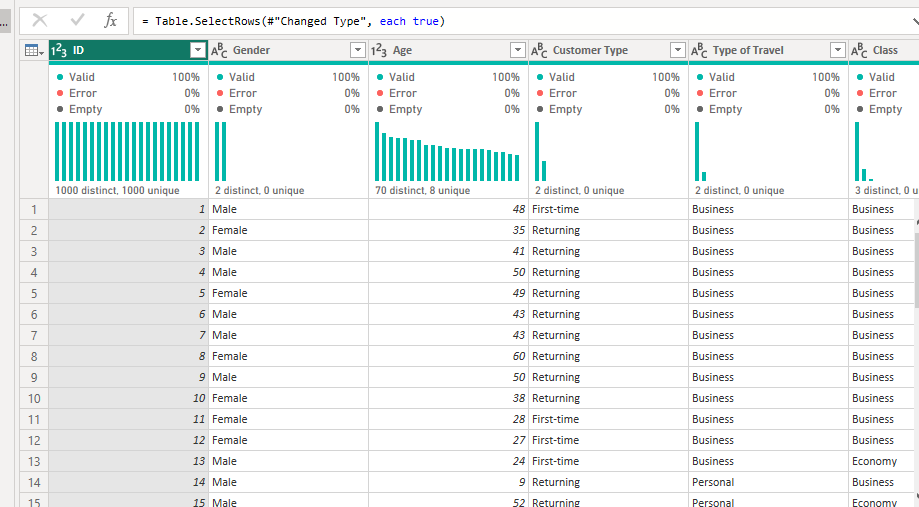 ... fx = Table.SelectRows(#"Changed Type", each true)
1²3 ID ABC Gender 1²3 Age ABC Customer Type ABC Type of Travel ABC Class
Valid 100% Valid 100% Valid 100% Valid 100% Valid 100% Valid
Error 0% Error 0% Error 0% Error 0% Error 0% Error
Empty 0% Empty 0% Empty 0% Empty 0% Empty 0% Empty
1000 distinct, 1000 unique 2 distinct, 0 unique 70 distinct, 8 unique 2 distinct, 0 unique 2 distinct, 0 unique 3 distinct, 0 u
1 1 Male 48 First-time Business Business
2 2 Female 35 Returning Business Business
3 3 Male 41 Returning Business Business
4 4 Male 50 Returning Business Business
5 5 Female 49 Returning Business Business
6 6 Male 43 Returning Business Business
7 7 Male 43 Returning Business Business
8 8 Female 60 Returning Business Business
9 9 Male 50 Returning Business Business
10 10 Female 38 Returning Business Business
11 11 Female 28 First-time Business Business
12 12 Female 27 First-time Business Business
13 13 Male 24 First-time Business Economy
14 14 Male 9 Returning Personal Business
15 15 Male 52 Returning Personal Economy